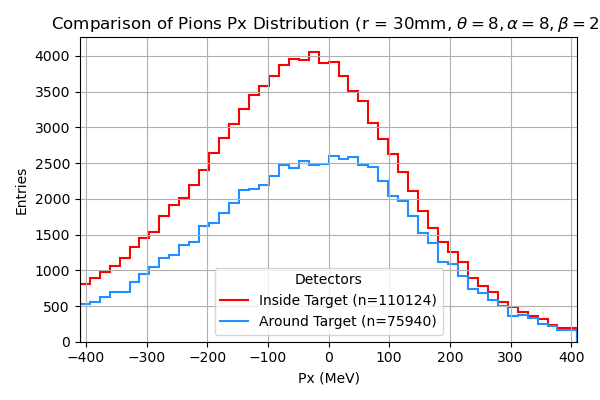 Comparison of Pions Px Distribution (r = 30mm, θ = 8, α = 8, β = 2
4000
3500
3000
2500
2000
1500
1000
500
0
Entries
Detectors
Inside Target (n=110124)
Around Target (n=75940)
−400 −300 −200 −100 0 100 200 300 400
Px (MeV)